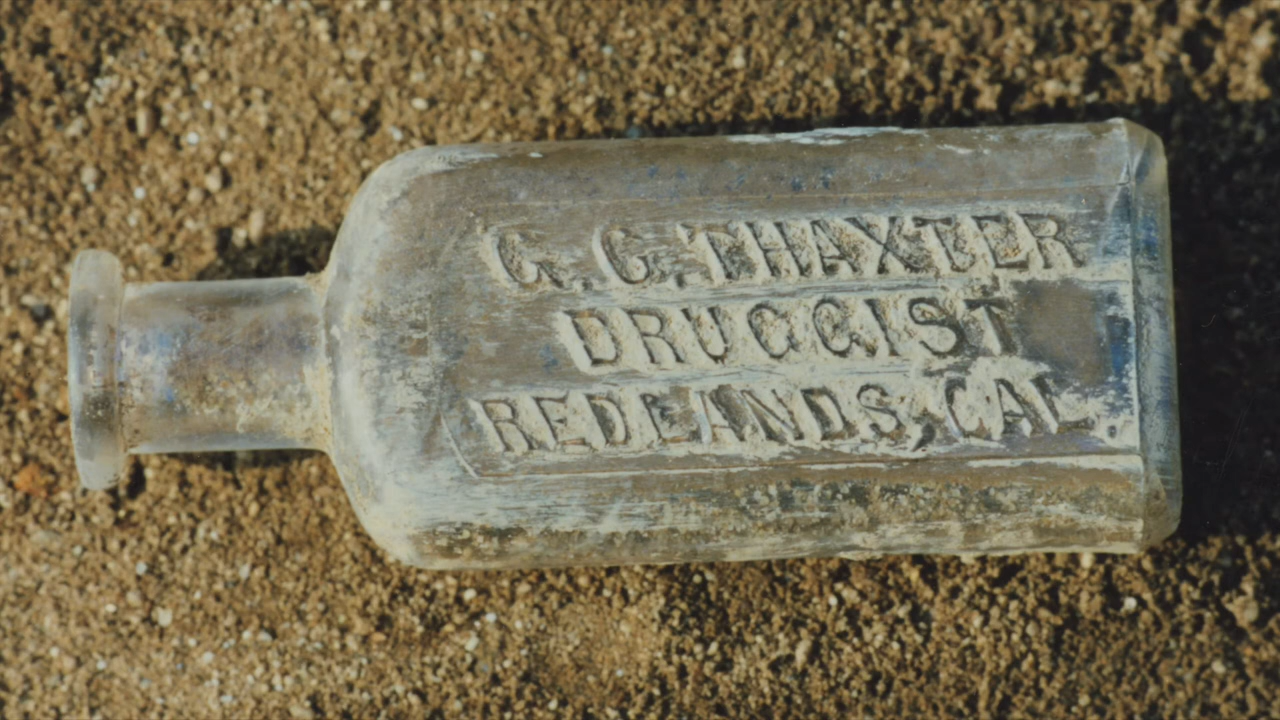 G. G. THAXTER
DRUGGIST
REDLANDS, CAL.